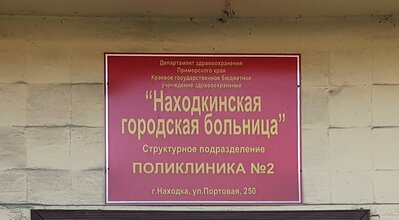 Департамент здравоохранения
Приморского края
Краевое государственное бюджетное
учреждение здравоохранения
“Находкинская
городская больница”
Структурное подразделение
ПОЛИКЛИНИКА №2
г.Находка, ул.Портовая, 250